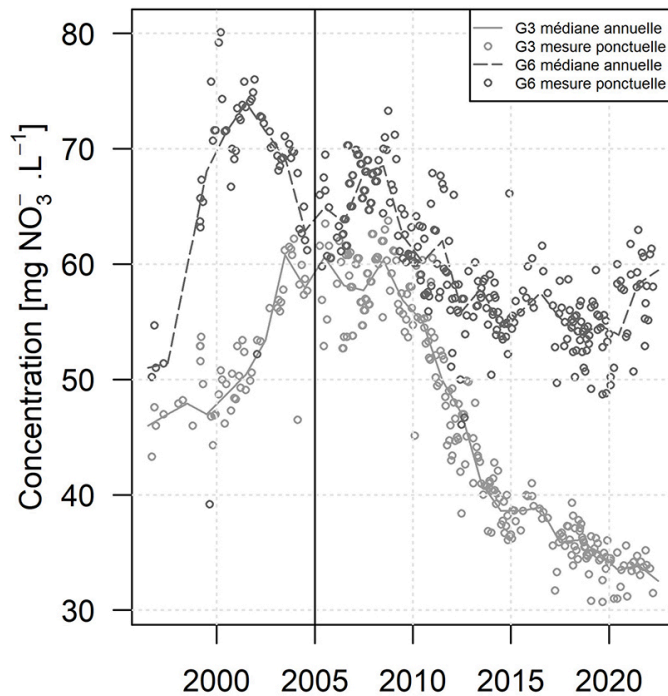 G3 médiane annuelle
G3 mesure ponctuelle
G6 médiane annuelle
G6 mesure ponctuelle
Concentration [mg NO₃⁻ .L⁻¹]
80
70
60
50
40
30
2000 2005 2010 2015 2020